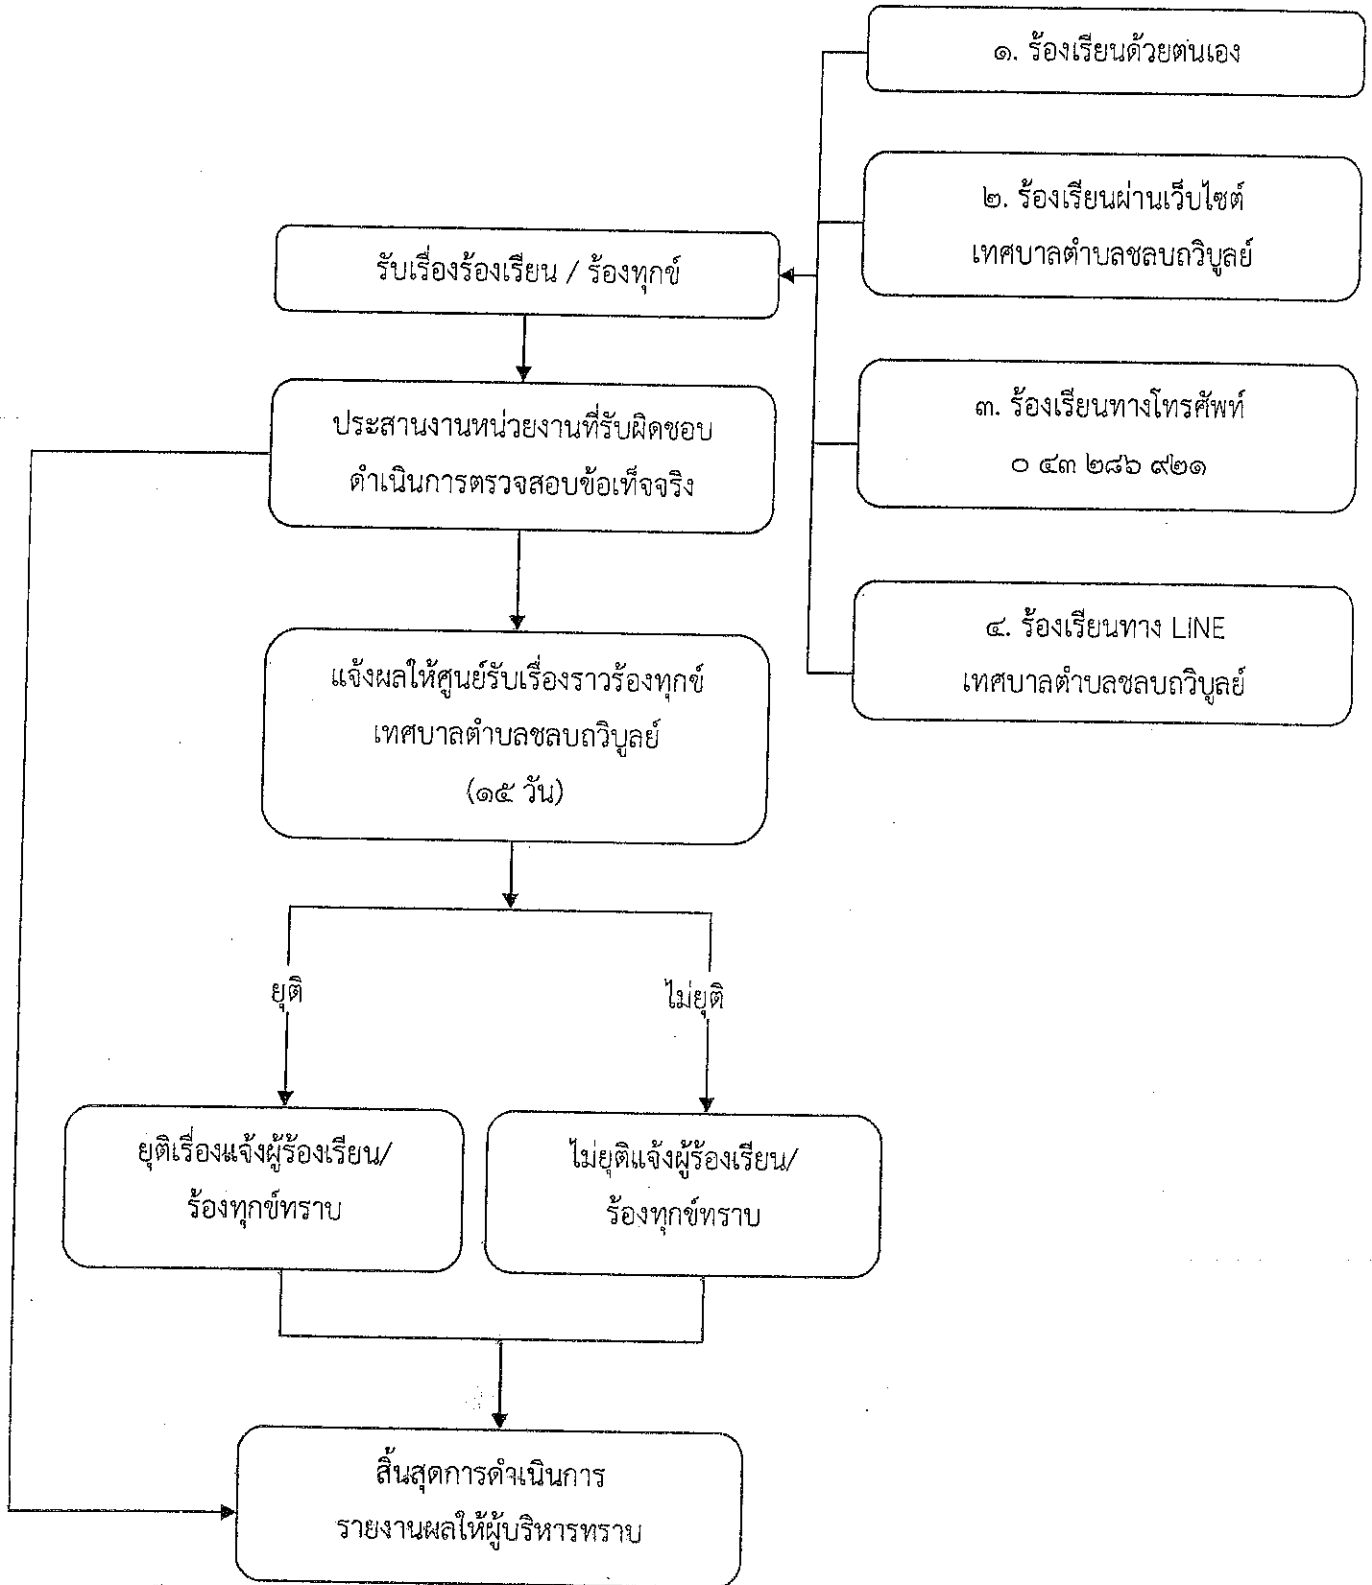 ๑. ร้องเรียนด้วยตนเอง
๒. ร้องเรียนผ่านเว็บไซต์
เทศบาลตำบลชลบถวิบูลย์
รับเรื่องร้องเรียน / ร้องทุกข์
๓. ร้องเรียนทางโทรศัพท์
๐ ๔๓ ๒๘๖ ๙๒๑
ประสานงานหน่วยงานที่รับผิดชอบ
ดำเนินการตรวจสอบข้อเท็จจริง
๔. ร้องเรียนทาง LINE
เทศบาลตำบลชลบถวิบูลย์
แจ้งผลให้ศูนย์รับเรื่องราวร้องทุกข์
เทศบาลตำบลชลบถวิบูลย์
(๑๕ วัน)
ยุติ
ไม่ยุติ
ยุติเรื่องแจ้งผู้ร้องเรียน/
ร้องทุกข์ทราบ
ไม่ยุติแจ้งผู้ร้องเรียน/
ร้องทุกข์ทราบ
สิ้นสุดการดำเนินการ
รายงานผลให้ผู้บริหารทราบ